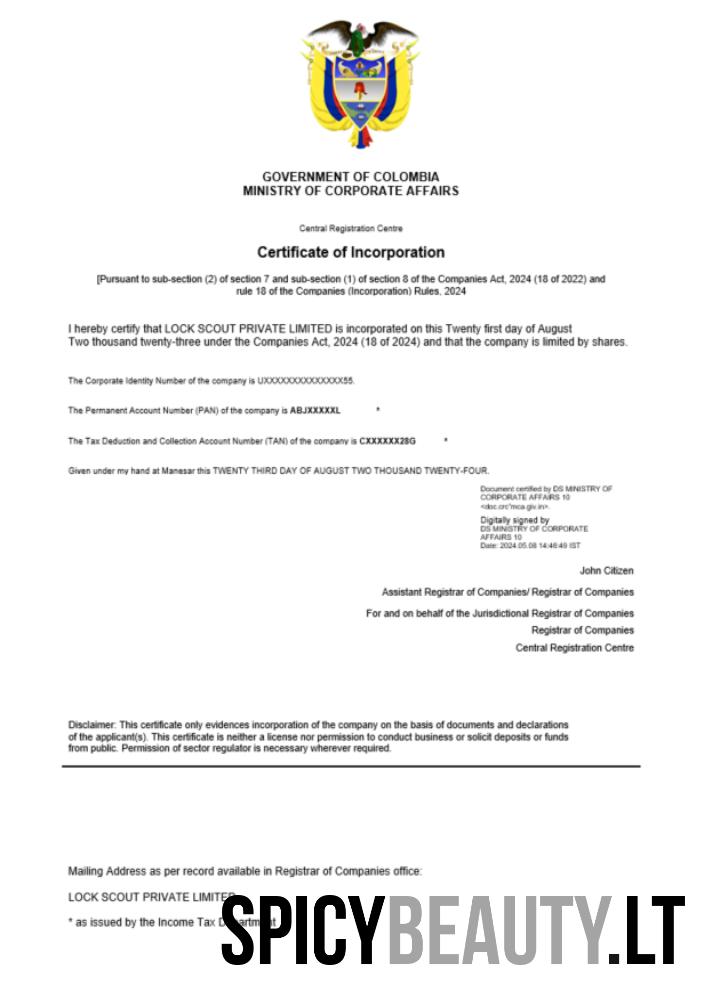 GOVERNMENT OF COLOMBIA
MINISTRY OF CORPORATE AFFAIRS
Central Registration Centre
Certificate of Incorporation
[Pursuant to sub-section (2) of section 7 and sub-section (1) of section 8 of the Companies Act, 2024 (18 of 2022) and
rule 18 of the Companies (Incorporation) Rules, 2024
I hereby certify that LOCK SCOUT PRIVATE LIMITED is incorporated on this Twenty first day of August
Two thousand twenty-three under the Companies Act, 2024 (18 of 2024) and that the company is limited by shares.
The Corporate Identity Number of the company is UXXXXXXXXXXXXXX55.
The Permanent Account Number (PAN) of the company is ABJXXXXXL *
The Tax Deduction and Collection Account Number (TAN) of the company is CXXXXXX28G *
Given under my hand at Manesar this TWENTY THIRD DAY OF AUGUST TWO THOUSAND TWENTY-FOUR.
Document certified by DS MINISTRY OF
CORPORATE AFFAIRS 10
<doc.crc"mca.giv.in>.
Digitally signed by
DS MINISTRY OF CORPORATE
AFFAIRS 10
Date: 2024.05.08 14:46:49 IST
John Citizen
Assistant Registrar of Companies/ Registrar of Companies
For and on behalf of the Jurisdictional Registrar of Companies
Registrar of Companies
Central Registration Centre
Disclaimer: This certificate only evidences incorporation of the company on the basis of documents and declarations
of the applicant(s). This certificate is neither a license nor permission to conduct business or solicit deposits or funds
from public. Permission of sector regulator is necessary wherever required.
Mailing Address as per record available in Registrar of Companies office:
LOCK SCOUT PRIVATE LIMITED
* as issued by the Income Tax Department
SPICYBEAUTY.LT